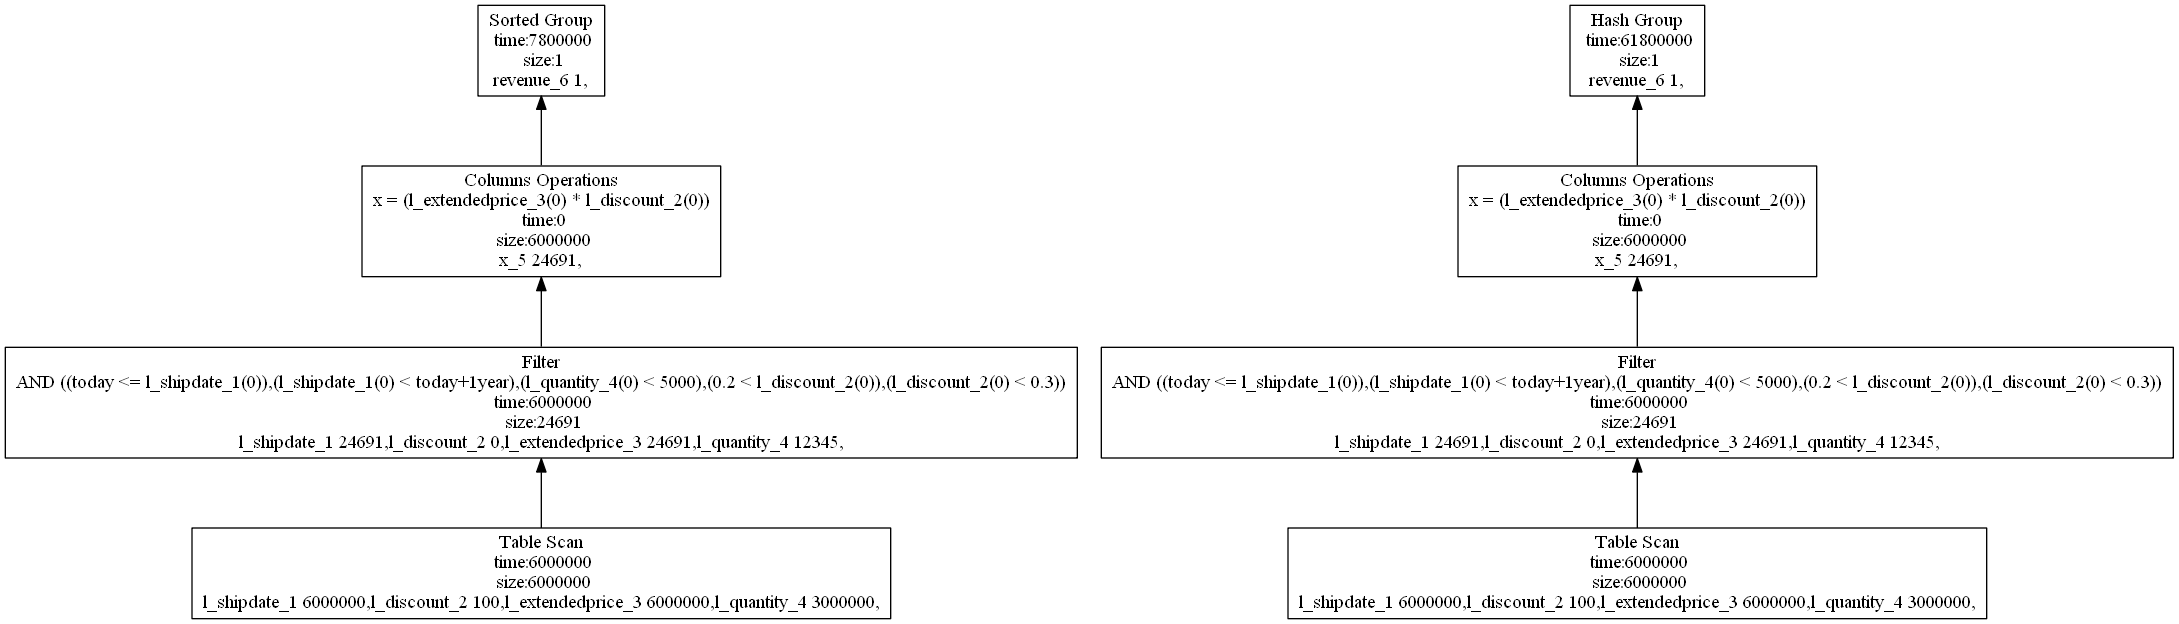 Sorted Group
time:7800000
size:1
revenue_6 1,
Columns Operations
x = (l_extendedprice_3(0) * l_discount_2(0))
time:0
size:6000000
x_5 24691,
Filter
AND ((today <= l_shipdate_1(0)),(l_shipdate_1(0) < today+1year),(l_quantity_4(0) < 5000),(0.2 < l_discount_2(0)),(l_discount_2(0) < 0.3))
time:6000000
size:24691
l_shipdate_1 24691,l_discount_2 0,l_extendedprice_3 24691,l_quantity_4 12345,
Table Scan
time:6000000
size:6000000
l_shipdate_1 6000000,l_discount_2 100,l_extendedprice_3 6000000,l_quantity_4 3000000,
Hash Group
time:61800000
size:1
revenue_6 1,
Columns Operations
x = (l_extendedprice_3(0) * l_discount_2(0))
time:0
size:6000000
x_5 24691,
Filter
AND ((today <= l_shipdate_1(0)),(l_shipdate_1(0) < today+1year),(l_quantity_4(0) < 5000),(0.2 < l_discount_2(0)),(l_discount_2(0) < 0.3))
time:6000000
size:24691
l_shipdate_1 24691,l_discount_2 0,l_extendedprice_3 24691,l_quantity_4 12345,
Table Scan
time:6000000
size:6000000
l_shipdate_1 6000000,l_discount_2 100,l_extendedprice_3 6000000,l_quantity_4 3000000,